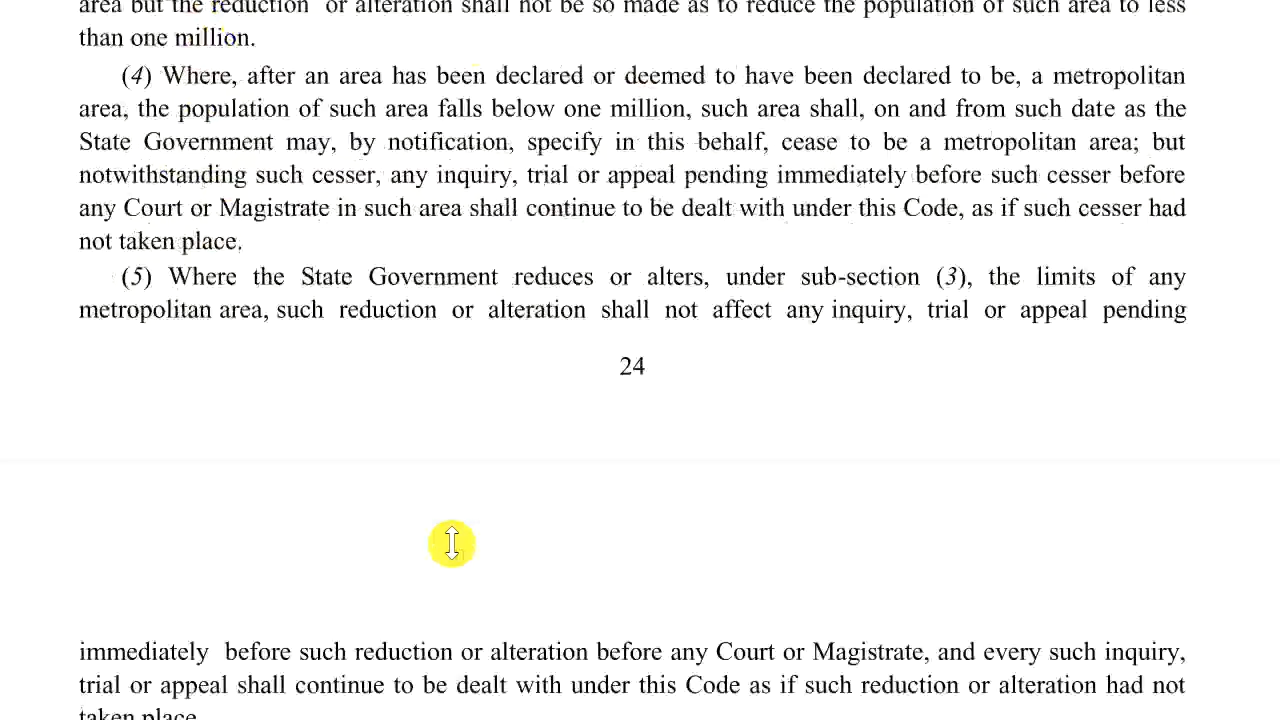 area but the reduction or alteration shall not be so made as to reduce the population of such area to less
than one million.
(4) Where, after an area has been declared or deemed to have been declared to be, a metropolitan
area, the population of such area falls below one million, such area shall, on and from such date as the
State Government may, by notification, specify in this behalf, cease to be a metropolitan area; but
notwithstanding such cesser, any inquiry, trial or appeal pending immediately before such cesser before
any Court or Magistrate in such area shall continue to be dealt with under this Code, as if such cesser had
not taken place.
(5) Where the State Government reduces or alters, under sub-section (3), the limits of any
metropolitan area, such reduction or alteration shall not affect any inquiry, trial or appeal pending
24
immediately before such reduction or alteration before any Court or Magistrate, and every such inquiry,
trial or appeal shall continue to be dealt with under this Code as if such reduction or alteration had not
taken place.